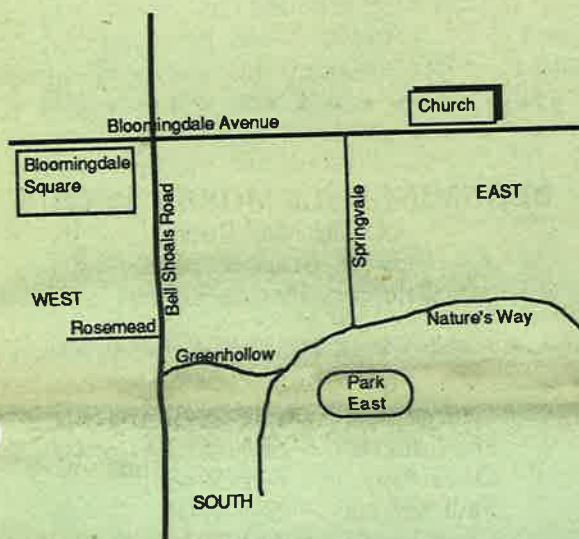 Church
Bloomingdale Avenue
Bloomingdale
Square
Bell Shoals Road
Springvale
EAST
WEST
Nature's Way
Rosemead
Greenhollow
Park
East
SOUTH